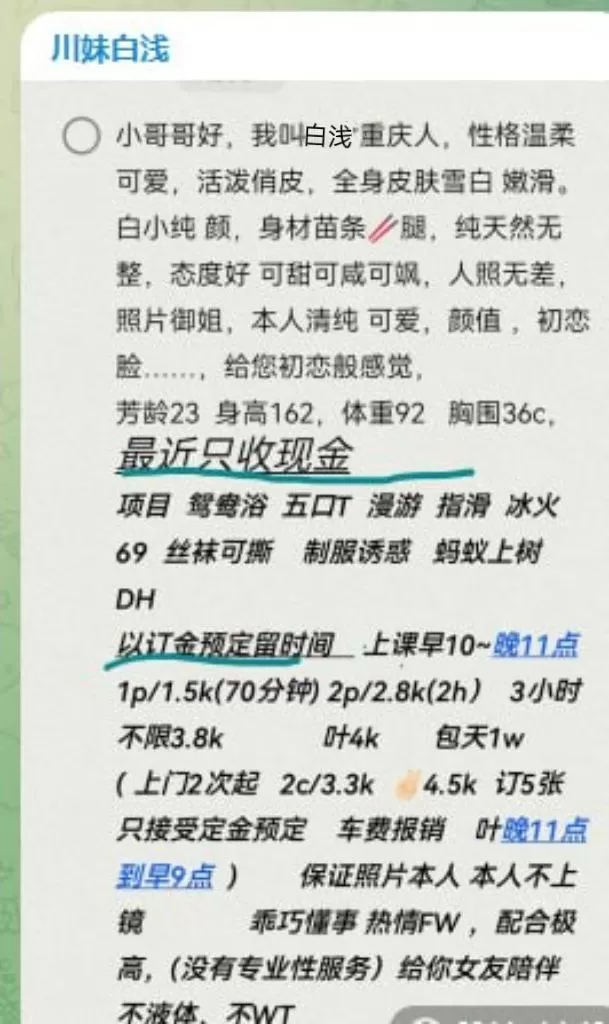 川妹白浅
小哥哥好，我叫白浅 重庆人，性格温柔
可爱，活泼俏皮，全身皮肤雪白 嫩滑。
白小纯 颜，身材苗条🥢腿，纯天然无
整，态度好 可甜可咸可飒，人照无差，
照片御姐，本人清纯 可爱，颜值 ，初恋
脸……，给您初恋般感觉，
芳龄23 身高162，体重92 胸围36c，
最近只收现金
项目 鸳鸯浴 五口T 漫游 指滑 冰火
69 丝袜可撕 制服诱惑 蚂蚁上树
DH
以订金预定留时间 上课早10~晚11点
1p/1.5k(70分钟) 2p/2.8k(2h） 3小时
不限3.8k 叶4k 包天1w
( 上门2次起 2c/3.3k ✌🏻4.5k 订5张
只接受定金预定 车费报销 叶晚11点
到早9点 ) 保证照片本人 本人不上
镜 乖巧懂事 热情FW ，配合极
高，(没有专业性服务）给你女友陪伴
不液体、不WT